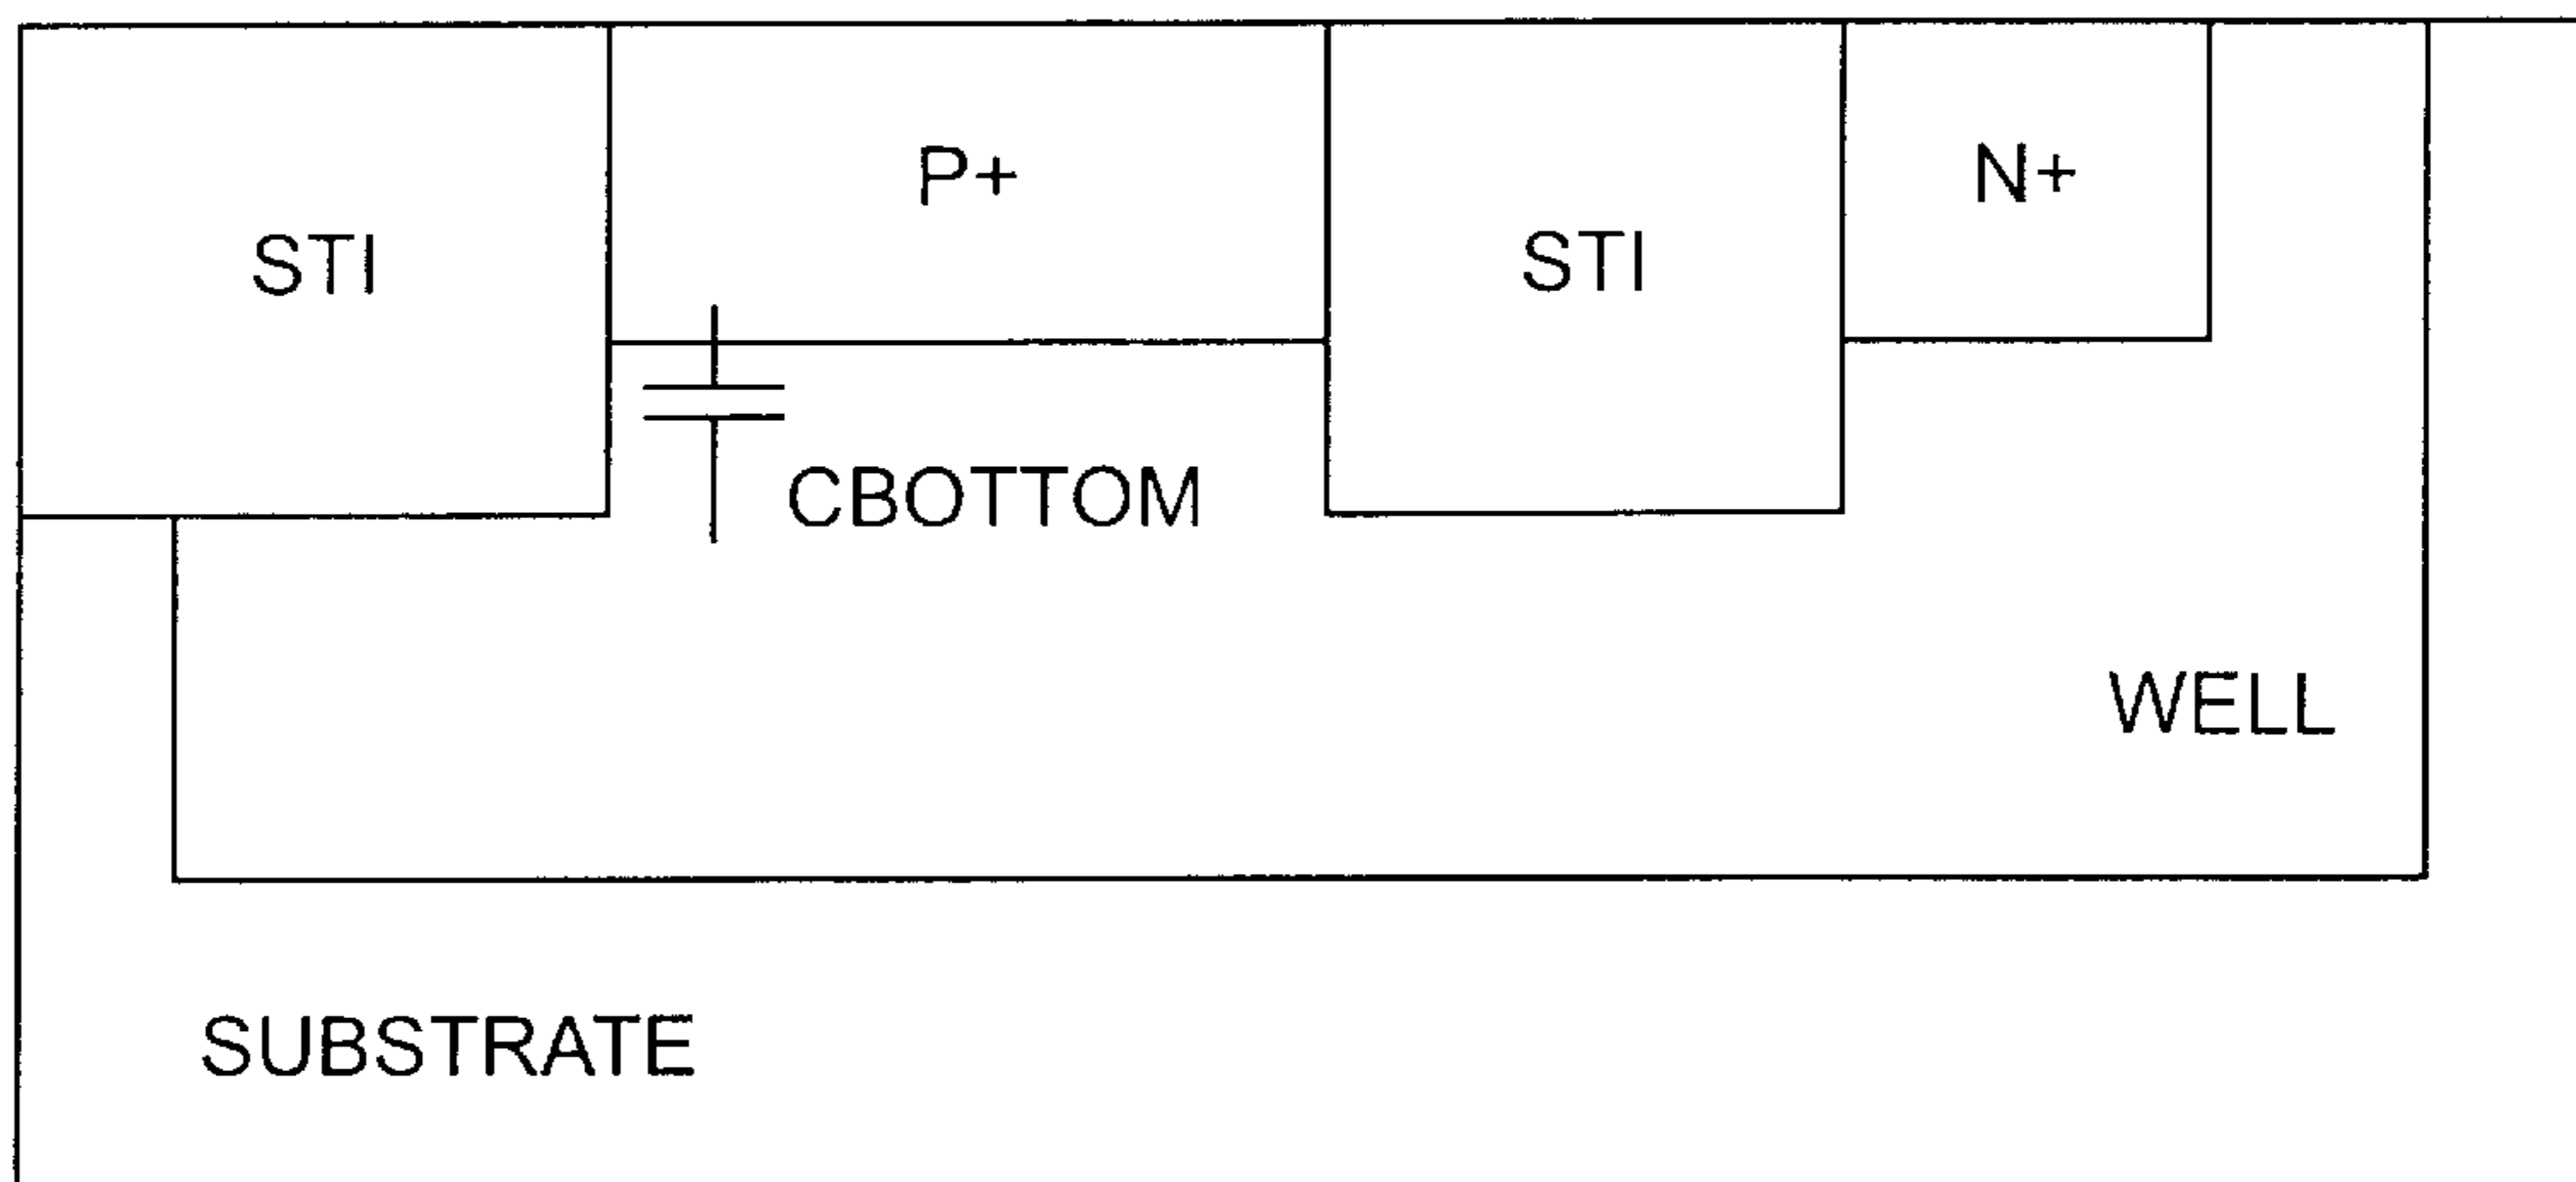 P+
N+
STI
STI
CBOTTOM
WELL
SUBSTRATE